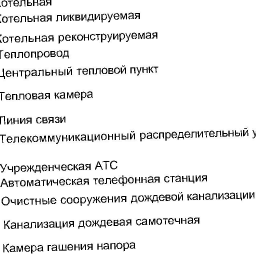 Котельная
Котельная ликвидируемая
Котельная реконструируемая
Теплопровод
Центральный тепловой пункт
Тепловая камера
Линия связи
Телекоммуникационный распределительный
Учрежденческая АТС
Автоматическая телефонная станция
Очистные сооружения дождевой канализации
Канализация дождевая самотечная
Камера гашения напора